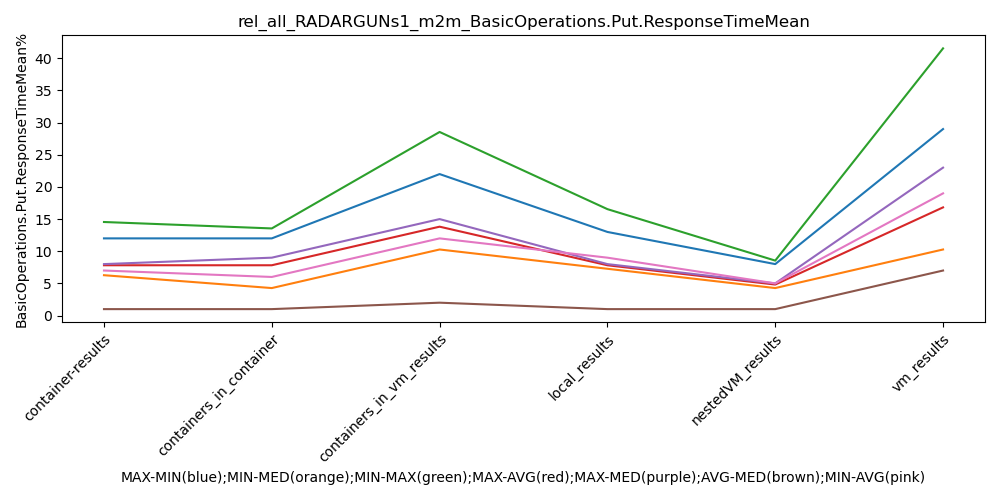 rel_all_RADARGUNs1_m2m_BasicOperations.Put.ResponseTimeMean
BasicOperations.Put.ResponseTimeMean%
40
35
30
25
20
15
10
5
0
container-results
containers_in_container
containers_in_vm_results
local_results
nestedVM_results
vm_results
MAX-MIN(blue);MIN-MED(orange);MIN-MAX(green);MAX-AVG(red);MAX-MED(purple);AVG-MED(brown);MIN-AVG(pink)